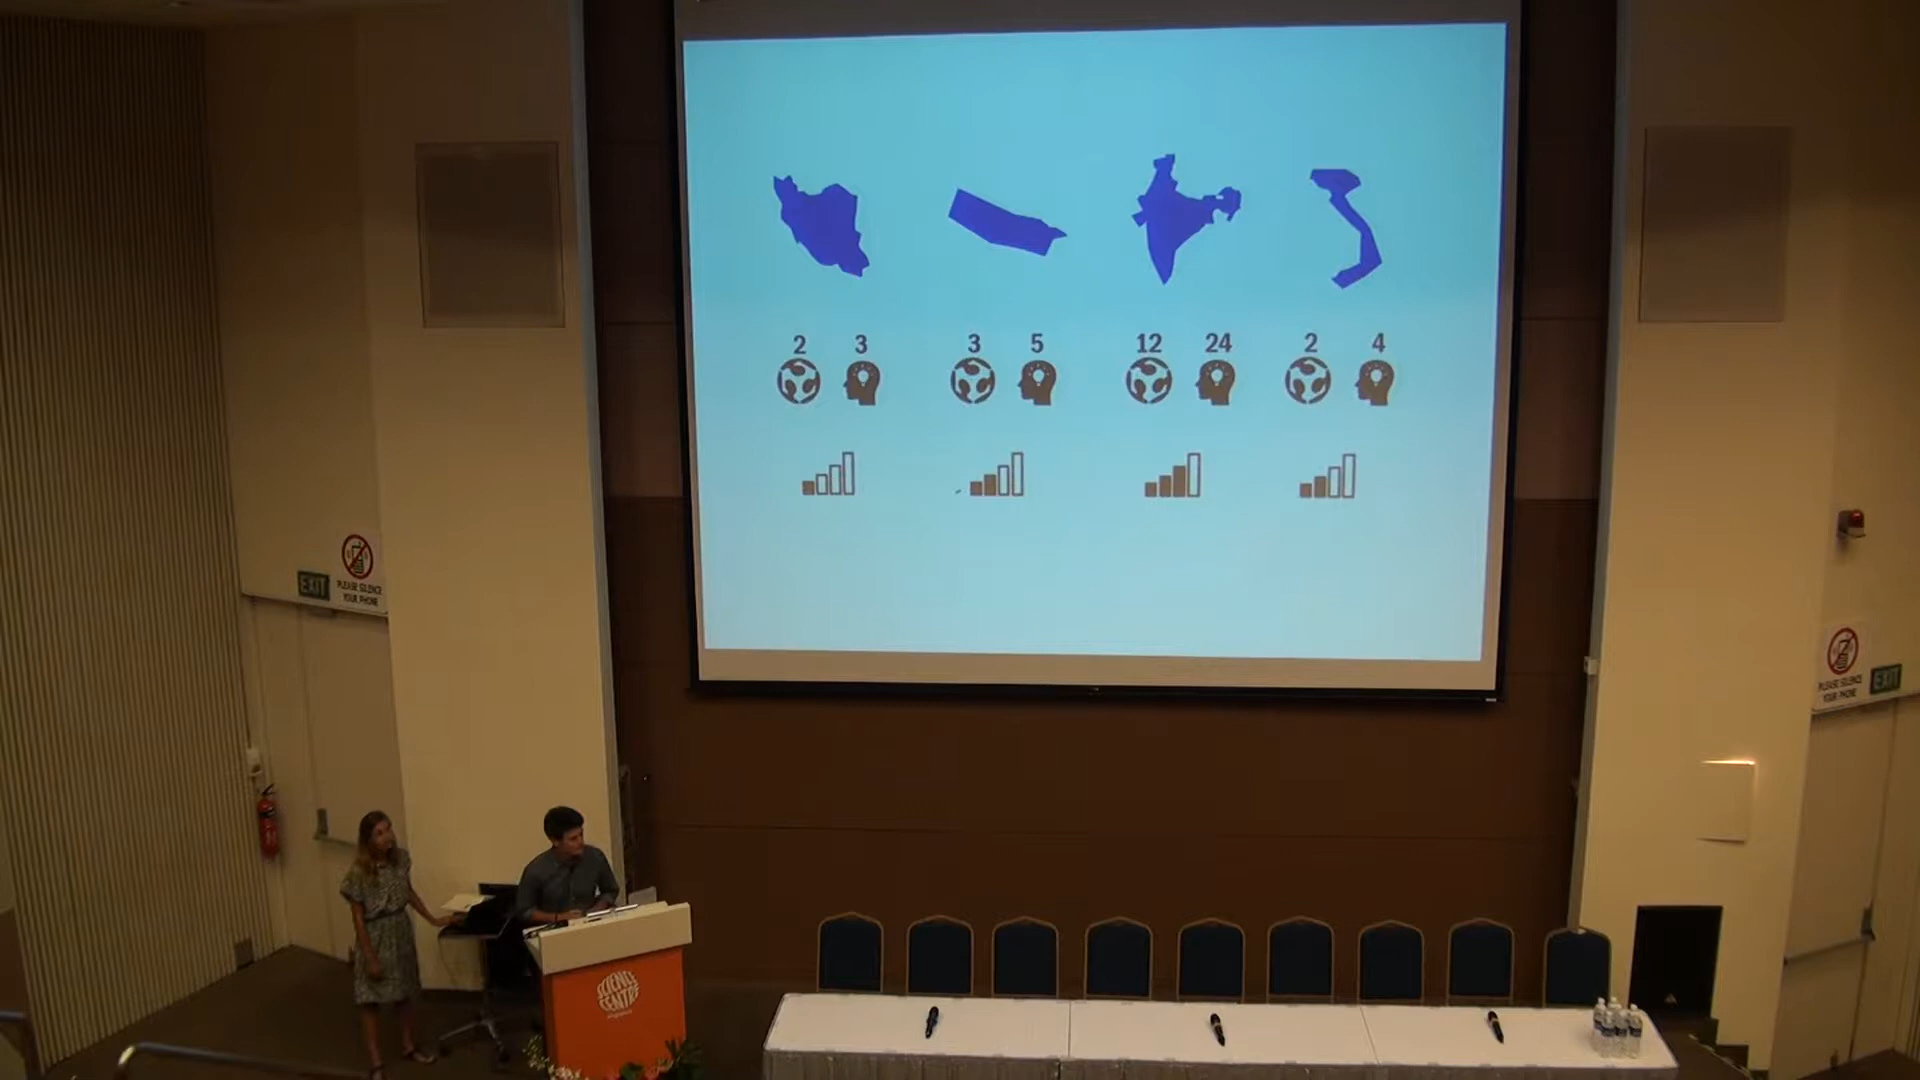 2 3 3 5 12 24 2 4
EXIT
PLEASE SILENCE
YOUR PHONE
PLEASE SILENCE
YOUR PHONE
EXIT
SCIENCE
CENTRE